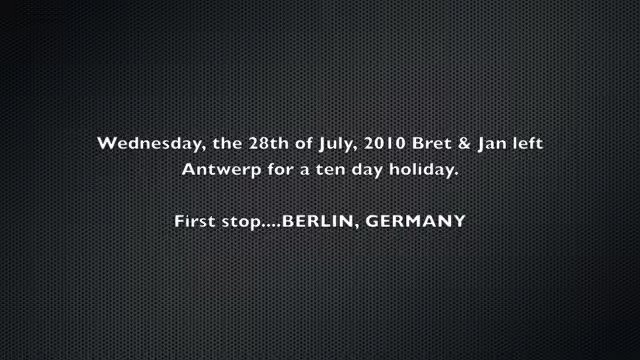 Wednesday, the 28th of July, 2010 Bret & Jan left
Antwerp for a ten day holiday.
First stop....BERLIN, GERMANY